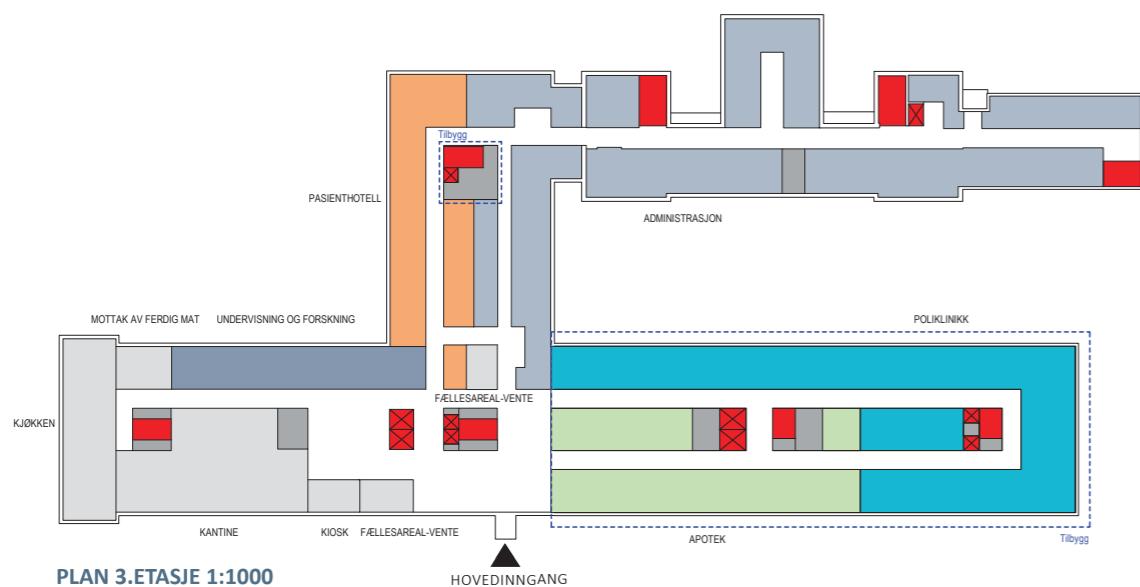 Tilbygg
PASIENTHOTELL
ADMINISTRASJON
MOTTAK AV FERDIG MAT
UNDERVISNING OG FORSKNING
POLIKLINIKK
FÆLLESAREAL-VENTE
KJØKKEN
KANTINE
KIOSK
FÆLLESAREAL-VENTE
APOTEK
Tilbygg
PLAN 3.ETASJE 1:1000
HOVEDINNGANG